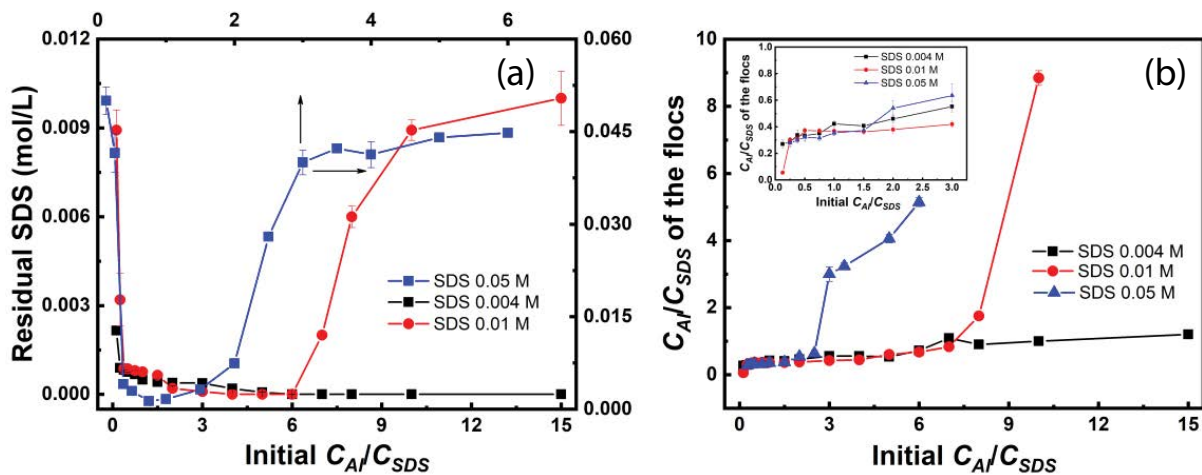 0 2 4 6
0.012
0.009
0.006
0.003
0.000
Residual SDS (mol/L)
(a)
0.060
0.045
0.030
0.015
0.000
SDS 0.05 M
SDS 0.004 M
SDS 0.01 M
0 3 6 9 12 15
Initial C_Al/C_SDS
10
8
6
4
2
0
C_Al/C_SDS of the flocs
(b)
1.0
0.8
0.6
0.4
0.2
0.0
C_Al/C_SDS of the flocs
SDS 0.004 M
SDS 0.01 M
SDS 0.05 M
0.0 0.5 1.0 1.5 2.0 2.5 3.0
Initial C_Al/C_SDS
SDS 0.004 M
SDS 0.01 M
SDS 0.05 M
0 3 6 9 12 15
Initial C_Al/C_SDS